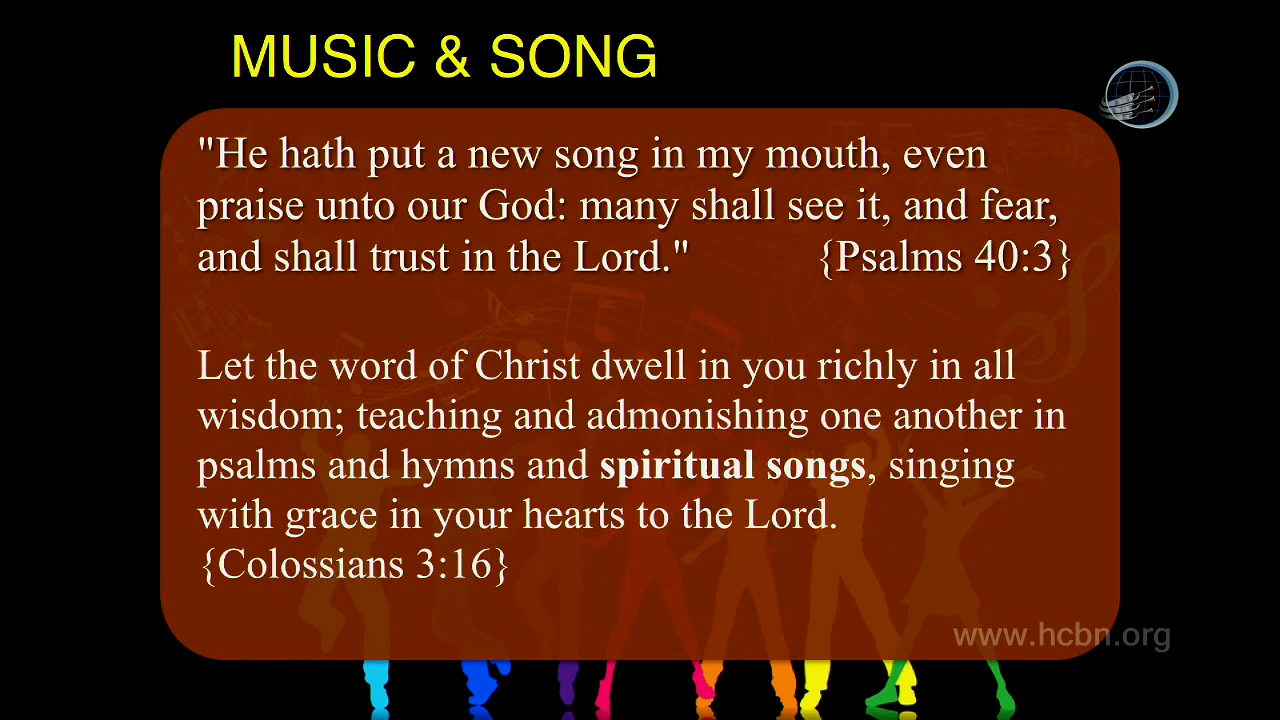 MUSIC & SONG
"He hath put a new song in my mouth, even
praise unto our God: many shall see it, and fear,
and shall trust in the Lord." {Psalms 40:3}
Let the word of Christ dwell in you richly in all
wisdom; teaching and admonishing one another in
psalms and hymns and spiritual songs, singing
with grace in your hearts to the Lord.
{Colossians 3:16}
www.hcbn.org